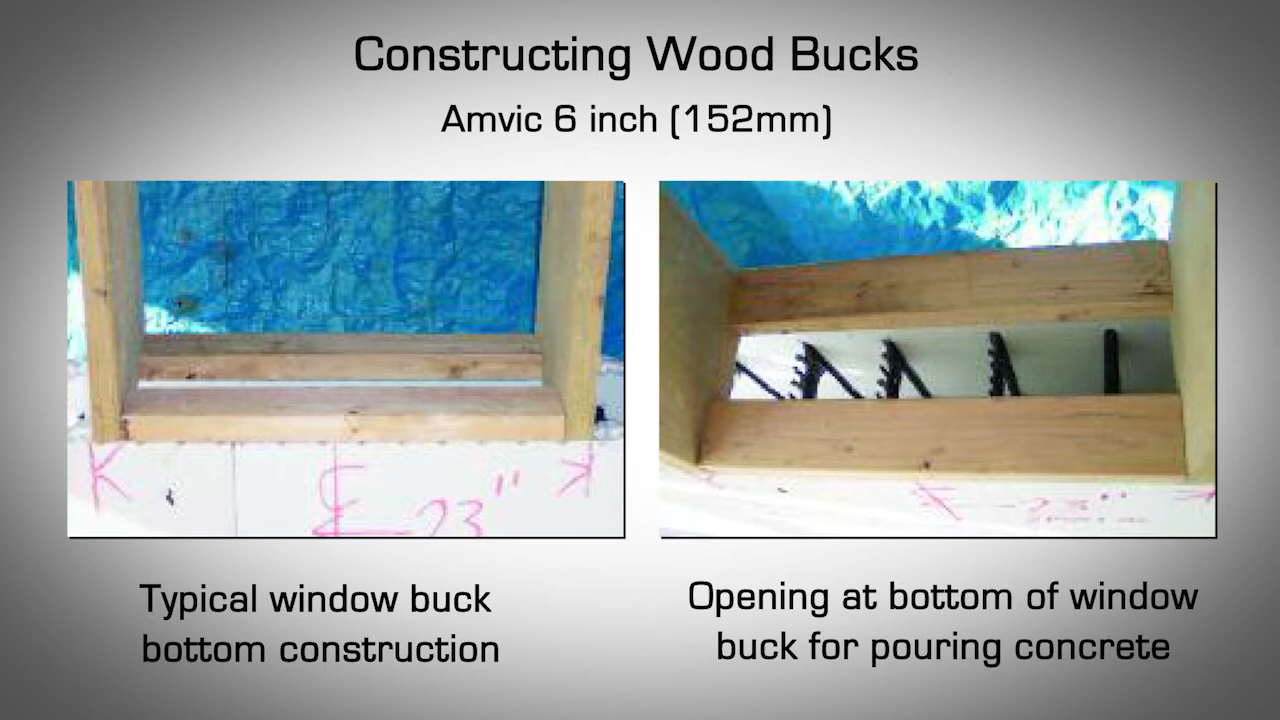 Constructing Wood Bucks
Amvic 6 inch (152mm)
23"
Typical window buck
bottom construction
Opening at bottom of window
buck for pouring concrete